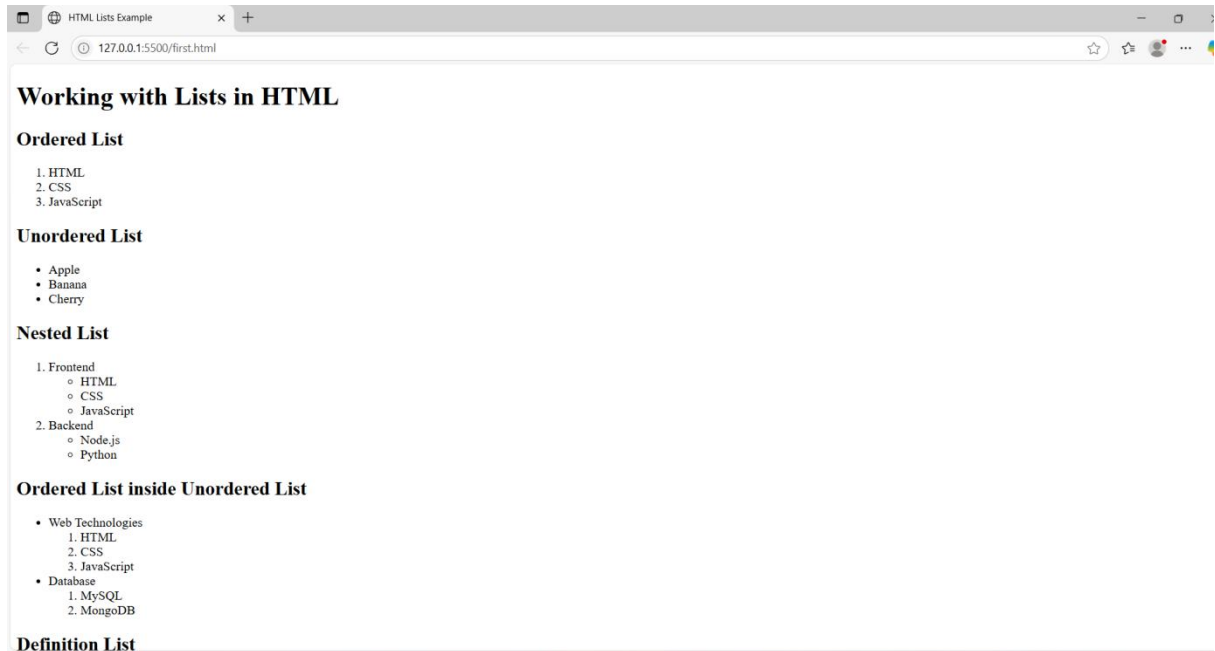 HTML Lists Example
127.0.0.1:5500/first.html
Working with Lists in HTML
Ordered List
1. HTML
2. CSS
3. JavaScript
Unordered List
• Apple
• Banana
• Cherry
Nested List
1. Frontend
◦ HTML
◦ CSS
◦ JavaScript
2. Backend
◦ Node.js
◦ Python
Ordered List inside Unordered List
• Web Technologies
1. HTML
2. CSS
3. JavaScript
• Database
1. MySQL
2. MongoDB
Definition List